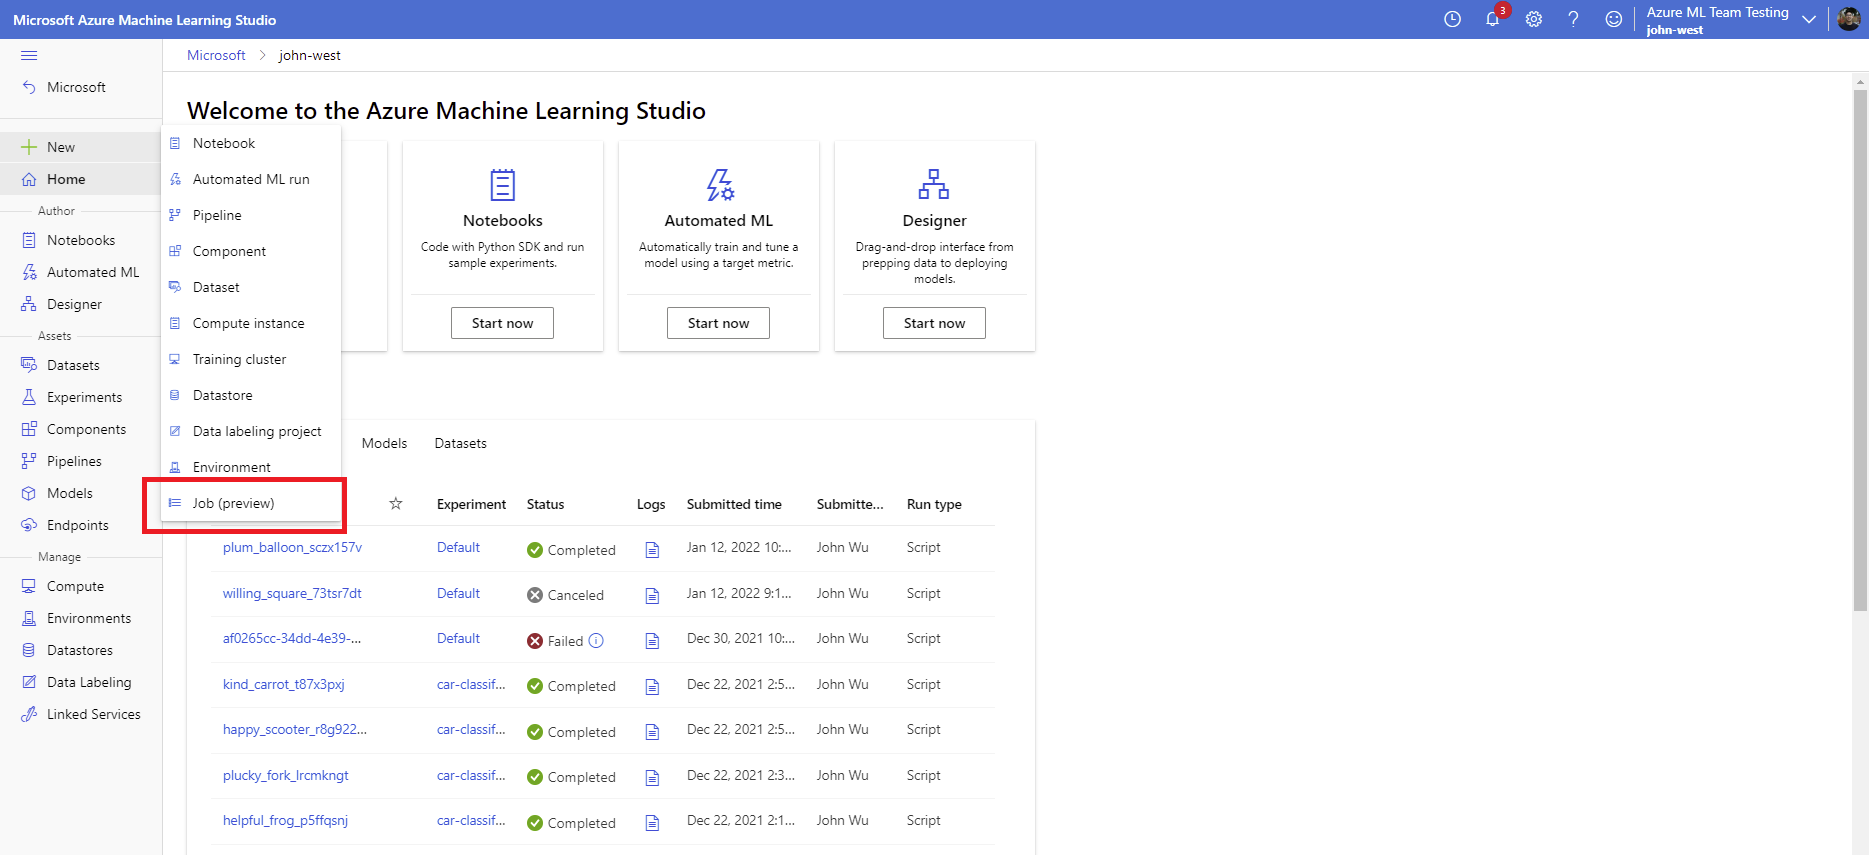 Microsoft Azure Machine Learning Studio
3
Azure ML Team Testing
john-west
Microsoft > john-west
Microsoft
New
Home
Author
Notebooks
Automated ML
Designer
Assets
Datasets
Experiments
Components
Pipelines
Models
Endpoints
Manage
Compute
Environments
Datastores
Data Labeling
Linked Services
Notebook
Automated ML run
Pipeline
Component
Dataset
Compute instance
Training cluster
Datastore
Data labeling project
Environment
Job (preview)
Welcome to the Azure Machine Learning Studio
Notebooks
Code with Python SDK and run
sample experiments.
Start now
Automated ML
Automatically train and tune a
model using a target metric.
Start now
Designer
Drag-and-drop interface from
prepping data to deploying
models.
Start now
Models Datasets
Experiment Status Logs Submitted time Submitte... Run type
plum_balloon_sczx157v Default Completed Jan 12, 2022 10:... John Wu Script
willing_square_73tsr7dt Default Canceled Jan 12, 2022 9:1... John Wu Script
af0265cc-34dd-4e39-... Default Failed Dec 30, 2021 10:... John Wu Script
kind_carrot_t87x3pxj car-classif... Completed Dec 22, 2021 2:5... John Wu Script
happy_scooter_r8g922... car-classif... Completed Dec 22, 2021 2:5... John Wu Script
plucky_fork_lrcmkngt car-classif... Completed Dec 22, 2021 2:3... John Wu Script
helpful_frog_p5ffqsnj car-classif... Completed Dec 22, 2021 2:1... John Wu Script